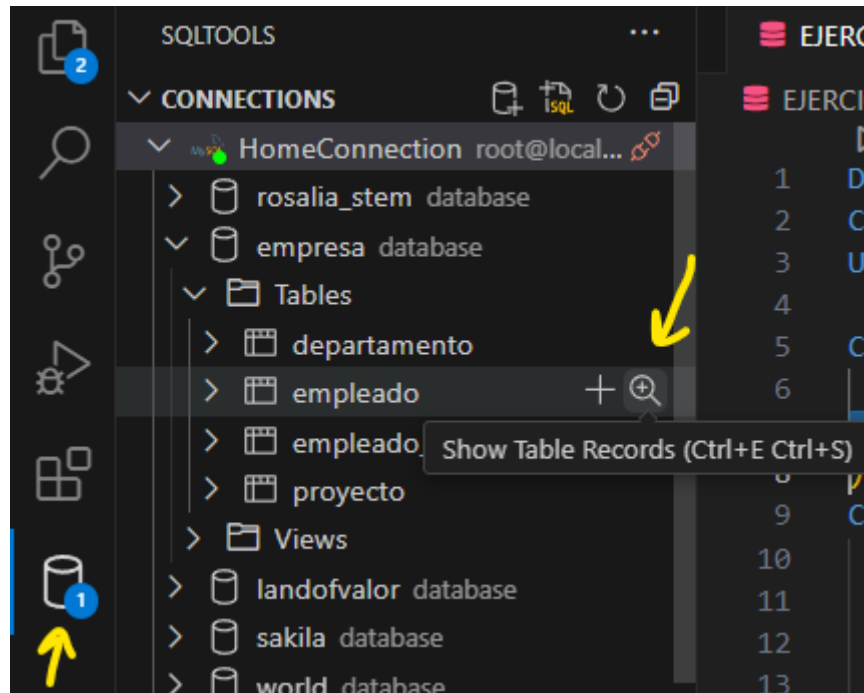 SQLTOOLS
EJERC
2
CONNECTIONS
SQL
EJERCI
MySQL HomeConnection root@local...
rosalia_stem database
empresa database
Tables
departamento
empleado
empleado_
Show Table Records (Ctrl+E Ctrl+S)
proyecto
Views
1
landofvalor database
sakila database
world database
1 D
2 C
3 U
4
5 C
6
8 )
9 C
10
11
12
13